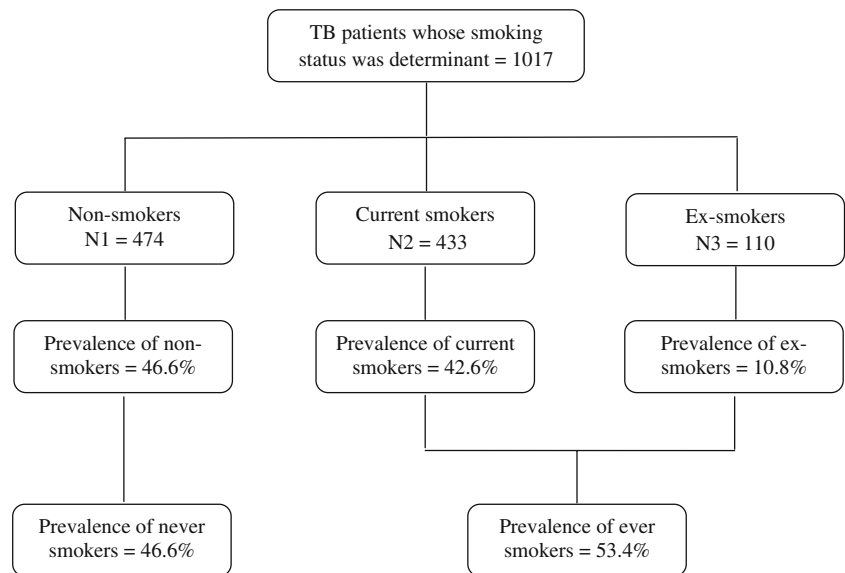 TB patients whose smoking
status was determinant = 1017
Non-smokers
N1 = 474
Current smokers
N2 = 433
Ex-smokers
N3 = 110
Prevalence of non-
smokers = 46.6%
Prevalence of current
smokers = 42.6%
Prevalence of ex-
smokers = 10.8%
Prevalence of never
smokers = 46.6%
Prevalence of ever
smokers = 53.4%